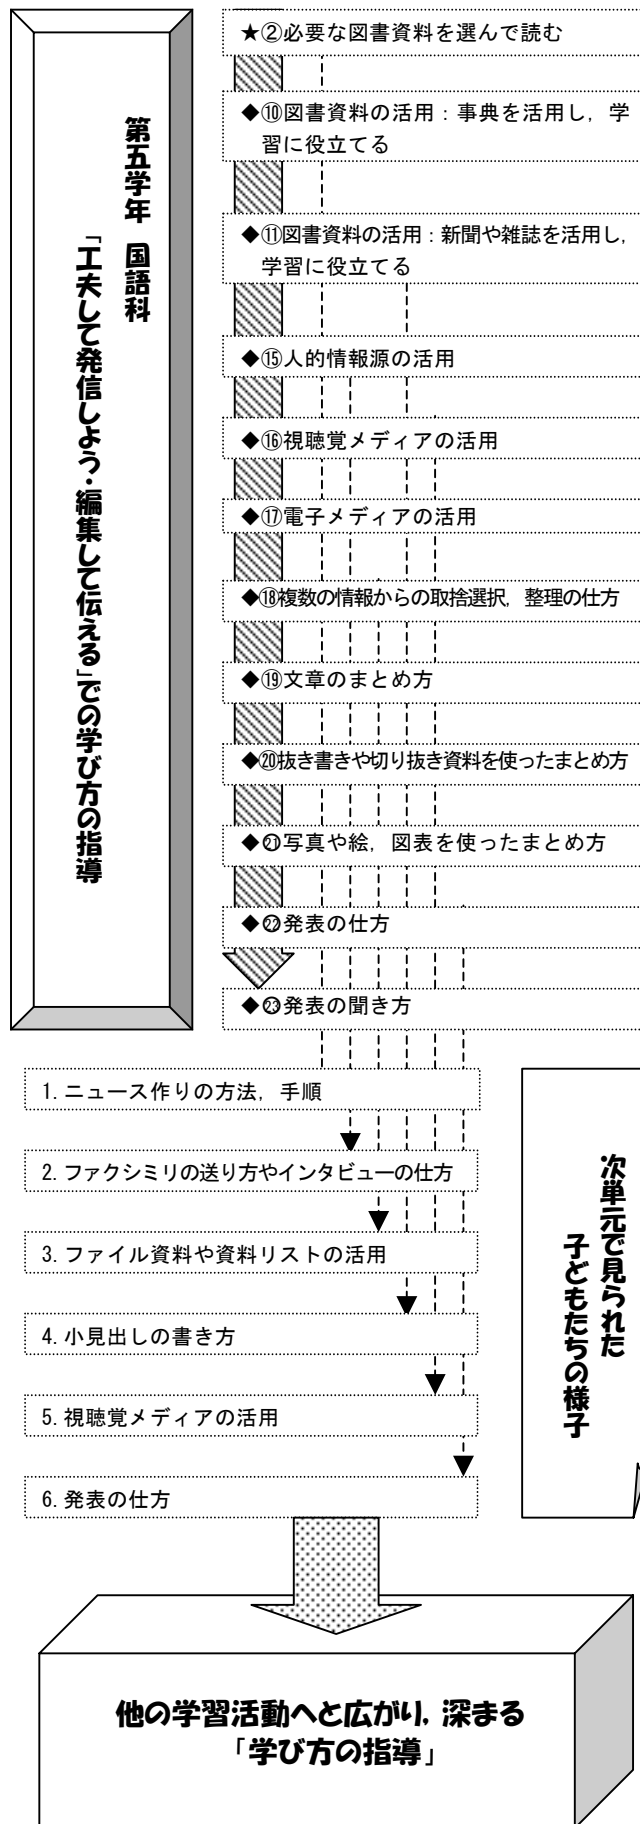 第五学年 国語科
「工夫して発信しよう・編集して伝える」での学び方の指導
★②必要な図書資料を選んで読む
◆⑩図書資料の活用：事典を活用し，学
習に役立てる
◆⑪図書資料の活用：新聞や雑誌を活用し，
学習に役立てる
◆⑮人的情報源の活用
◆⑯視聴覚メディアの活用
◆⑰電子メディアの活用
◆⑱複数の情報からの取捨選択，整理の仕方
◆⑲文章のまとめ方
◆⑳抜き書きや切り抜き資料を使ったまとめ方
◆㉑写真や絵，図表を使ったまとめ方
◆㉒発表の仕方
◆㉓発表の聞き方
1.ニュース作りの方法，手順
2.ファクシミリの送り方やインタビューの仕方
3.ファイル資料や資料リストの活用
4.小見出しの書き方
5.視聴覚メディアの活用
6.発表の仕方
次単元で見られた
子どもたちの様子
他の学習活動へと広がり，深まる
「学び方の指導」